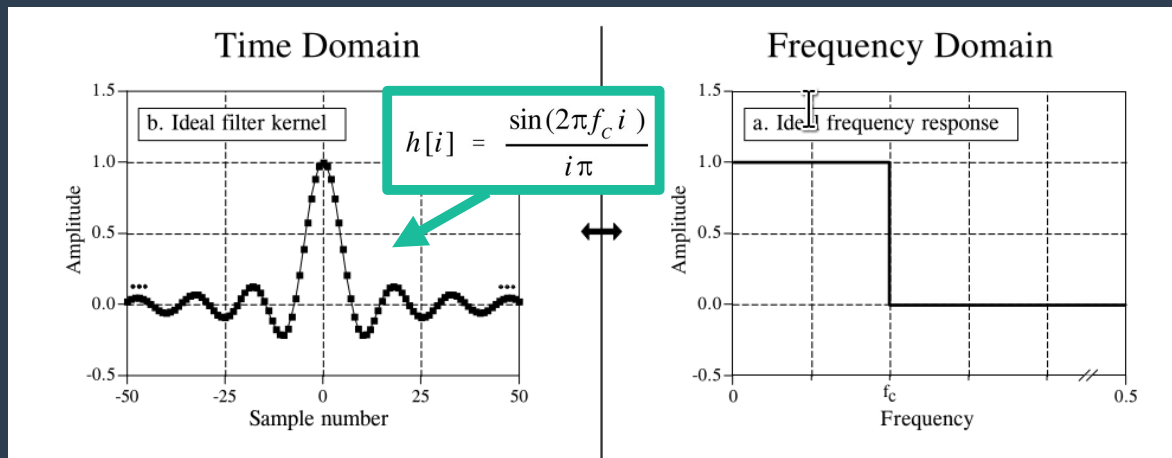 Time Domain
1.5
1.0
0.5
0.0
-0.5
Amplitude
b. Ideal filter kernel
h[i] = sin(2πf_c i ) / iπ
•••
•••
-50
-25
0
25
50
Sample number
Frequency Domain
1.5
1.0
0.5
0.0
-0.5
Amplitude
a. Ideal frequency response
0
f_c
0.5
Frequency